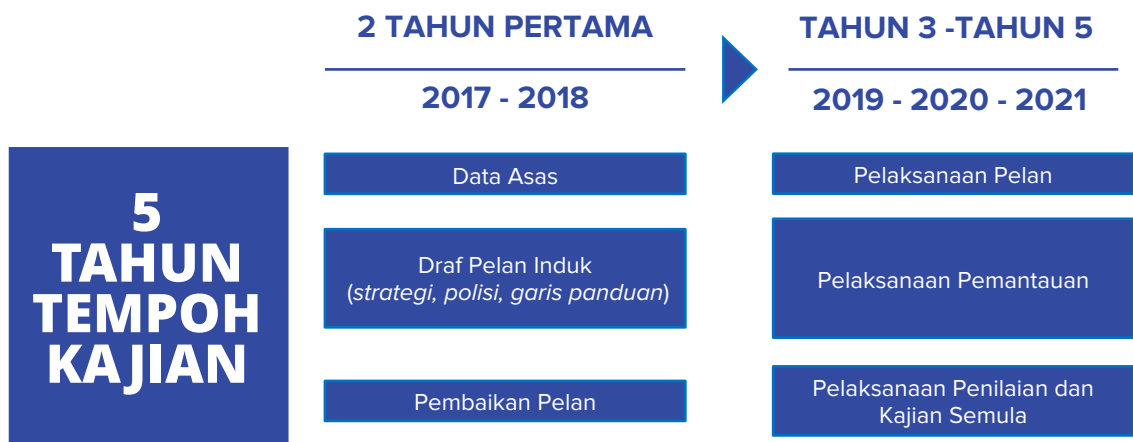 2 TAHUN PERTAMA
2017 - 2018
TAHUN 3 -TAHUN 5
2019 - 2020 - 2021
5
TAHUN
TEMPOH
KAJIAN
Data Asas
Draf Pelan Induk
(strategi, polisi, garis panduan)
Pembaikan Pelan
Pelaksanaan Pelan
Pelaksanaan Pemantauan
Pelaksanaan Penilaian dan
Kajian Semula